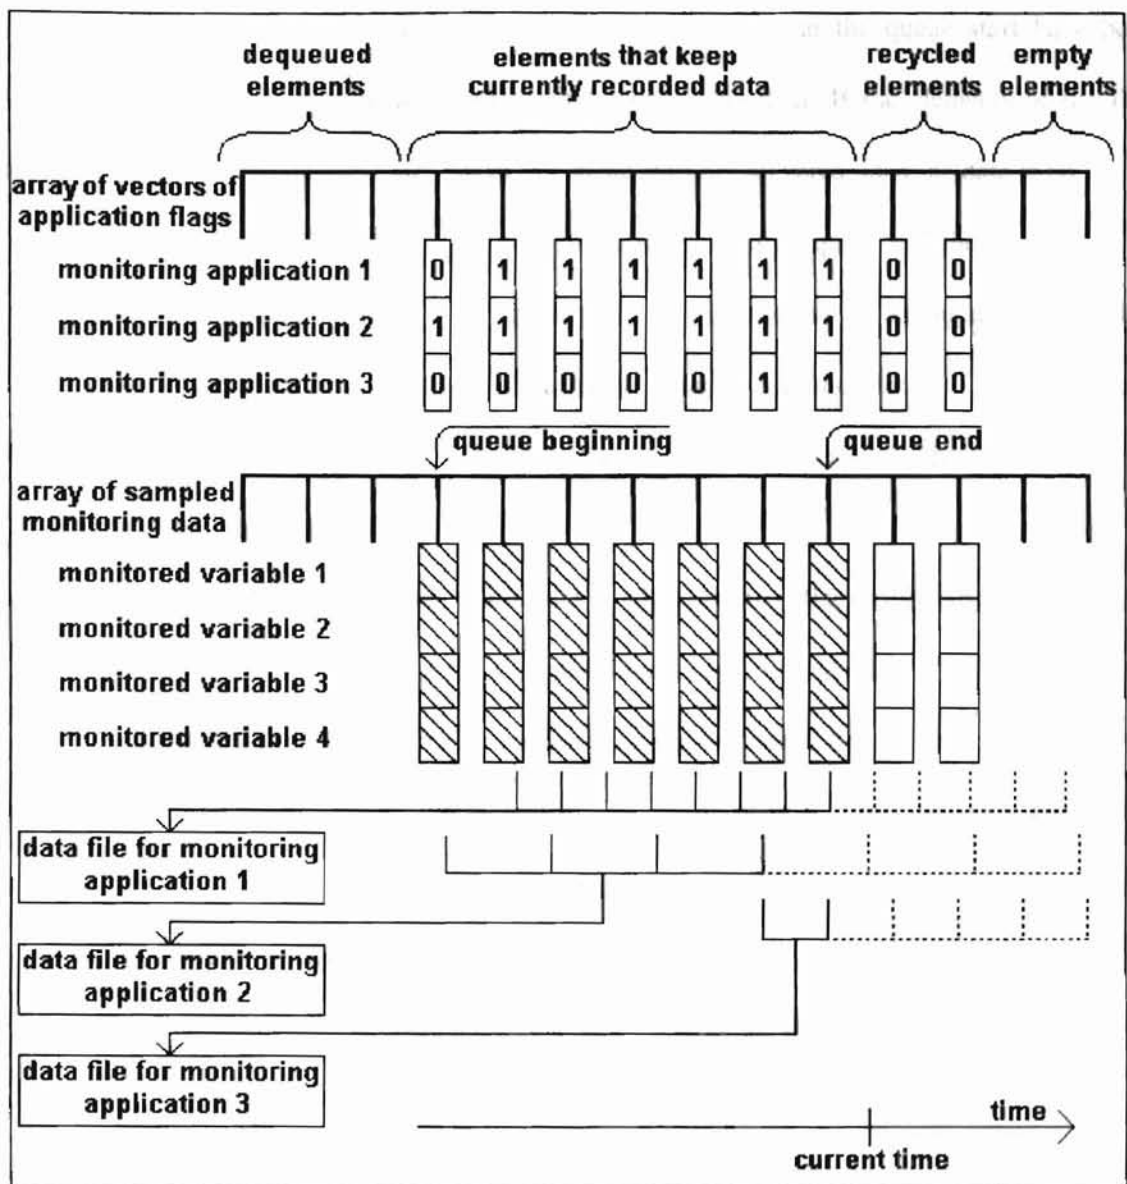 in the queue start
dequeued elements that keep recycled empty
elements currently recorded data elements elements
array of vectors of
application flags
monitoring application 1 0 1 1 1 1 1 1 0 0
monitoring application 2 1 1 1 1 1 1 1 0 0
monitoring application 3 0 0 0 0 0 1 1 0 0
queue beginning queue end
array of sampled
monitoring data
monitored variable 1
monitored variable 2
monitored variable 3
monitored variable 4
data file for monitoring
application 1
data file for monitoring
application 2
data file for monitoring
application 3
time
current time